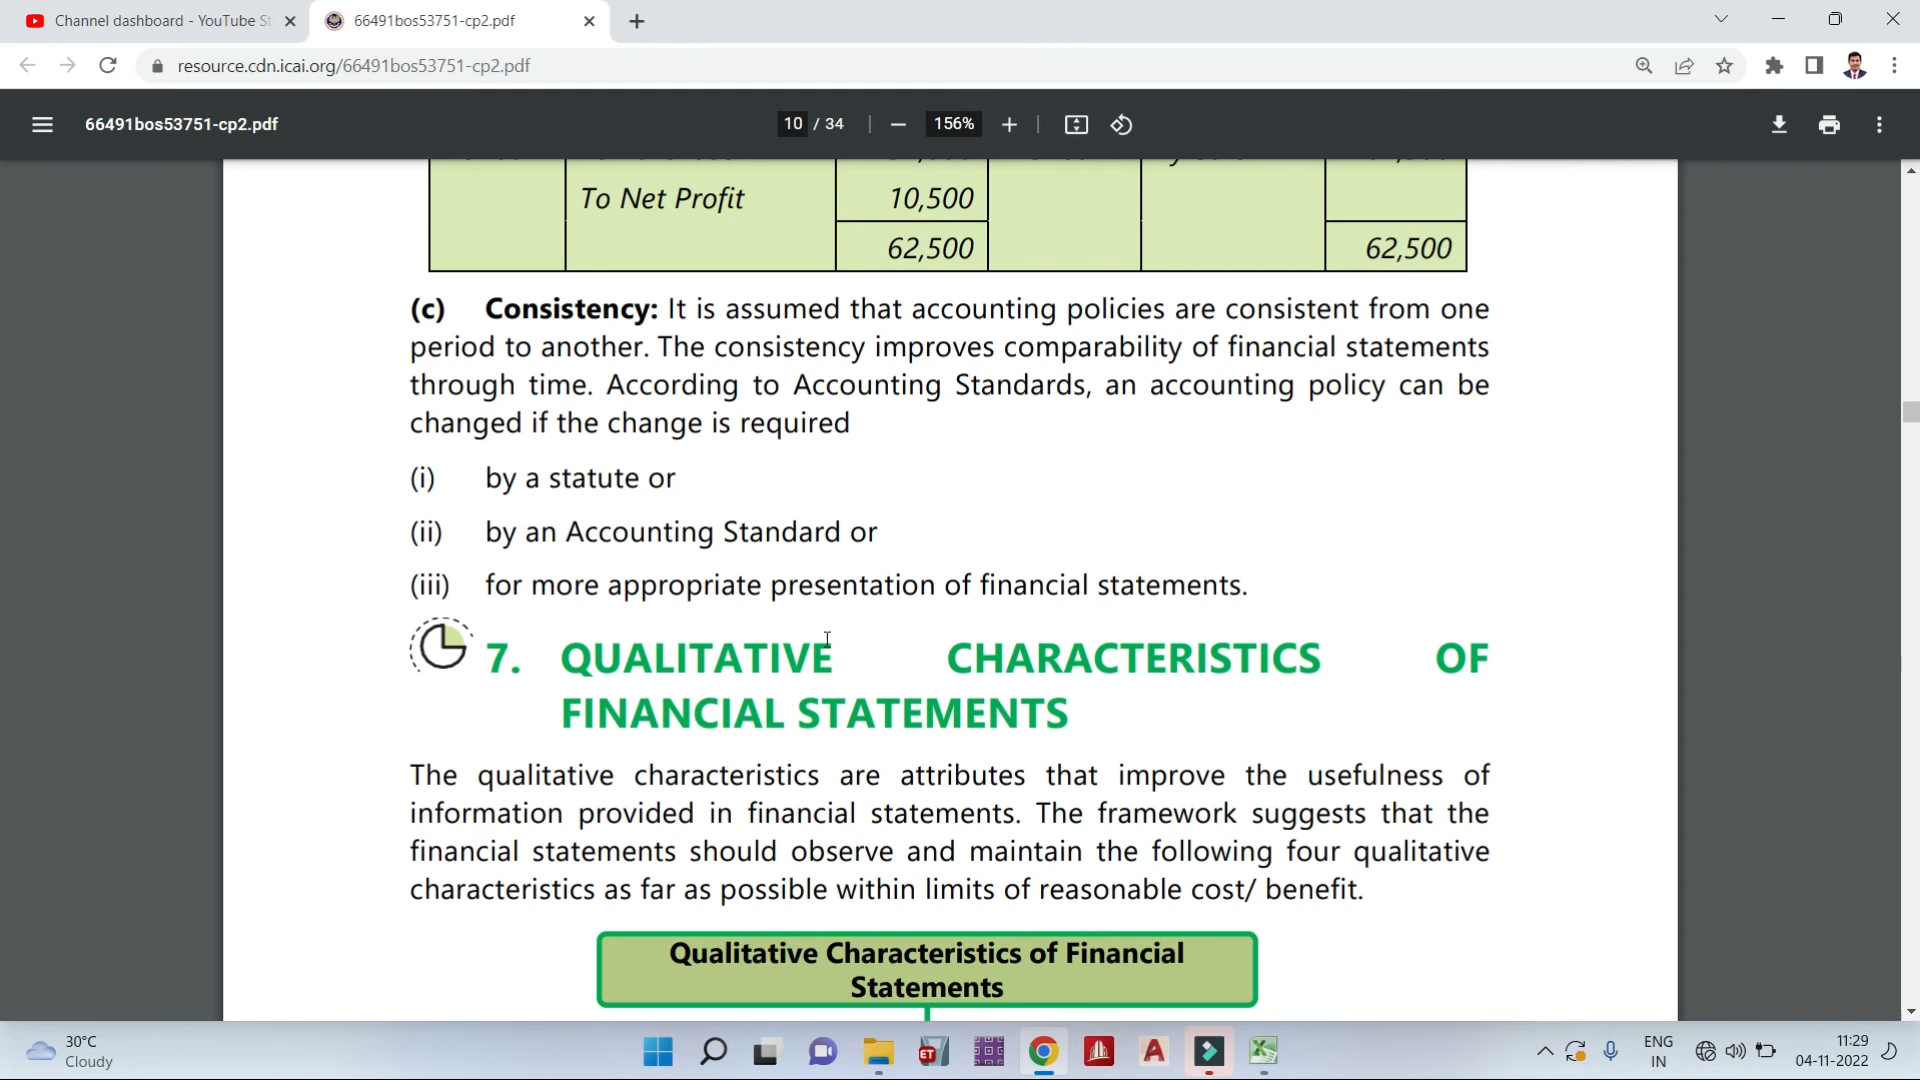 Channel dashboard - YouTube St
66491bos53751-cp2.pdf
resource.cdn.icai.org/66491bos53751-cp2.pdf
66491bos53751-cp2.pdf
10 / 34
156%
To Net Profit 10,500
62,500 62,500
(c) Consistency: It is assumed that accounting policies are consistent from one
period to another. The consistency improves comparability of financial statements
through time. According to Accounting Standards, an accounting policy can be
changed if the change is required
(i) by a statute or
(ii) by an Accounting Standard or
(iii) for more appropriate presentation of financial statements.
7. QUALITATIVE CHARACTERISTICS OF
FINANCIAL STATEMENTS
The qualitative characteristics are attributes that improve the usefulness of
information provided in financial statements. The framework suggests that the
financial statements should observe and maintain the following four qualitative
characteristics as far as possible within limits of reasonable cost/ benefit.
Qualitative Characteristics of Financial
Statements
30°C
Cloudy
ET
ENG
IN
11:29
04-11-2022